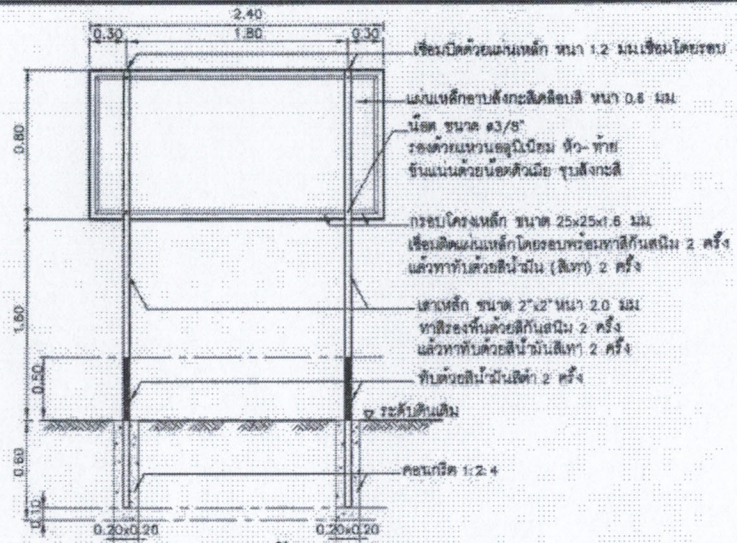 2.40
0.30
1.80
0.30
เชื่อมปิดด้วยแผ่นเหล็ก หนา 1.2 มม.เชื่อมโดยรอบ
แผ่นเหล็กอาบสังกะสีเคลือบสี หนา 0.6 มม.
0.80
น๊อต ขนาด ø3/8"
รองด้วยแหวนอลูมิเนียม หัว-ท้าย
ขันแน่นด้วยน๊อตตัวเมีย ชุบสังกะสี
กรอบโครงเหล็ก ขนาด 25x25x1.6 มม.
เชื่อมติดแผ่นเหล็กโดยรอบพร้อมทาสีกันสนิม 2 ครั้ง
แล้วทาทับด้วยสีน้ำมัน (สีเทา) 2 ครั้ง
1.60
เสาเหล็ก ขนาด 2"x2" หนา 2.0 มม.
ทาสีรองพื้นด้วยสีกันสนิม 2 ครั้ง
แล้วทาทับด้วยสีน้ำมันสีเทา 2 ครั้ง
0.50
ทับด้วยสีน้ำมันสีดำ 2 ครั้ง
ระดับดินเดิม
0.60
คอนกรีต 1:2:4
0.10
0.20x0.20
0.20x0.20